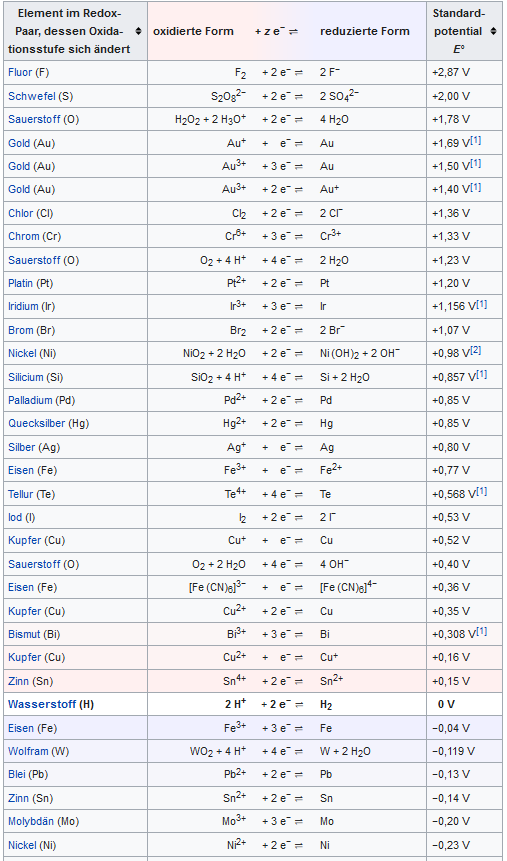 Element im Redox-
Paar, dessen Oxida-
tionsstufe sich ändert
oxidierte Form + z e⁻ ⇌ reduzierte Form
Standard-
potential
E°
Fluor (F) F₂ + 2 e⁻ ⇌ 2 F⁻ +2,87 V
Schwefel (S) S₂O₈²⁻ + 2 e⁻ ⇌ 2 SO₄²⁻ +2,00 V
Sauerstoff (O) H₂O₂ + 2 H₃O⁺ + 2 e⁻ ⇌ 4 H₂O +1,78 V
Gold (Au) Au⁺ + e⁻ ⇌ Au +1,69 V[1]
Gold (Au) Au³⁺ + 3 e⁻ ⇌ Au +1,50 V[1]
Gold (Au) Au³⁺ + 2 e⁻ ⇌ Au⁺ +1,40 V[1]
Chlor (Cl) Cl₂ + 2 e⁻ ⇌ 2 Cl⁻ +1,36 V
Chrom (Cr) Cr⁶⁺ + 3 e⁻ ⇌ Cr³⁺ +1,33 V
Sauerstoff (O) O₂ + 4 H⁺ + 4 e⁻ ⇌ 2 H₂O +1,23 V
Platin (Pt) Pt²⁺ + 2 e⁻ ⇌ Pt +1,20 V
Iridium (Ir) Ir³⁺ + 3 e⁻ ⇌ Ir +1,156 V[1]
Brom (Br) Br₂ + 2 e⁻ ⇌ 2 Br⁻ +1,07 V
Nickel (Ni) NiO₂ + 2 H₂O + 2 e⁻ ⇌ Ni(OH)₂ + 2 OH⁻ +0,98 V[2]
Silicium (Si) SiO₂ + 4 H⁺ + 4 e⁻ ⇌ Si + 2 H₂O +0,857 V[1]
Palladium (Pd) Pd²⁺ + 2 e⁻ ⇌ Pd +0,85 V
Quecksilber (Hg) Hg²⁺ + 2 e⁻ ⇌ Hg +0,85 V
Silber (Ag) Ag⁺ + e⁻ ⇌ Ag +0,80 V
Eisen (Fe) Fe³⁺ + e⁻ ⇌ Fe²⁺ +0,77 V
Tellur (Te) Te⁴⁺ + 4 e⁻ ⇌ Te +0,568 V[1]
Iod (I) I₂ + 2 e⁻ ⇌ 2 I⁻ +0,53 V
Kupfer (Cu) Cu⁺ + e⁻ ⇌ Cu +0,52 V
Sauerstoff (O) O₂ + 2 H₂O + 4 e⁻ ⇌ 4 OH⁻ +0,40 V
Eisen (Fe) [Fe(CN)₆]³⁻ + e⁻ ⇌ [Fe(CN)₆]⁴⁻ +0,36 V
Kupfer (Cu) Cu²⁺ + 2 e⁻ ⇌ Cu +0,35 V
Bismut (Bi) Bi³⁺ + 3 e⁻ ⇌ Bi +0,308 V[1]
Kupfer (Cu) Cu²⁺ + e⁻ ⇌ Cu⁺ +0,16 V
Zinn (Sn) Sn⁴⁺ + 2 e⁻ ⇌ Sn²⁺ +0,15 V
Wasserstoff (H) 2 H⁺ + 2 e⁻ ⇌ H₂ 0 V
Eisen (Fe) Fe³⁺ + 3 e⁻ ⇌ Fe −0,04 V
Wolfram (W) WO₂ + 4 H⁺ + 4 e⁻ ⇌ W + 2 H₂O −0,119 V
Blei (Pb) Pb²⁺ + 2 e⁻ ⇌ Pb −0,13 V
Zinn (Sn) Sn²⁺ + 2 e⁻ ⇌ Sn −0,14 V
Molybdän (Mo) Mo³⁺ + 3 e⁻ ⇌ Mo −0,20 V
Nickel (Ni) Ni²⁺ + 2 e⁻ ⇌ Ni −0,23 V